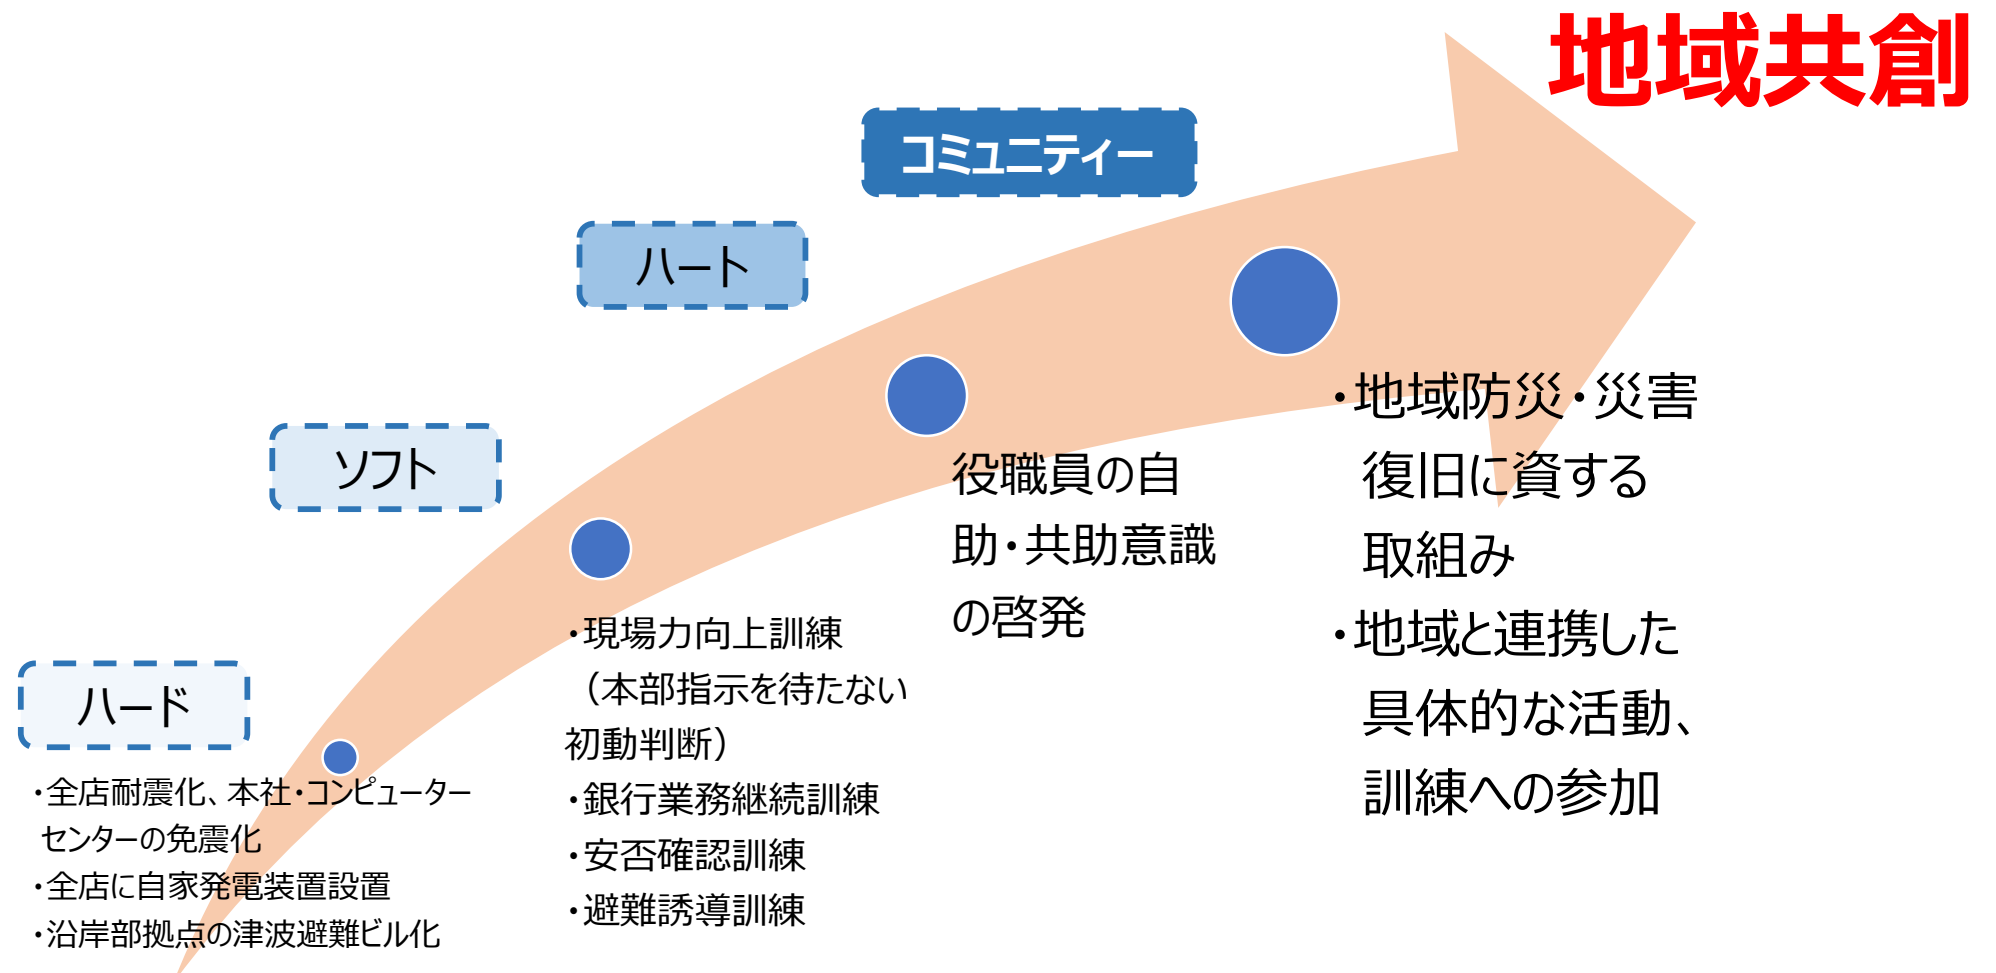 地域共創
コミュニティー
ハート
ソフト
ハード
・全店耐震化、本社・コンピューター
センターの免震化
・全店に自家発電装置設置
・沿岸部拠点の津波避難ビル化
・現場力向上訓練
（本部指示を待たない
初動判断）
・銀行業務継続訓練
・安否確認訓練
・避難誘導訓練
役職員の自
助・共助意識
の啓発
・地域防災・災害
復旧に資する
取組み
・地域と連携した
具体的な活動、
訓練への参加